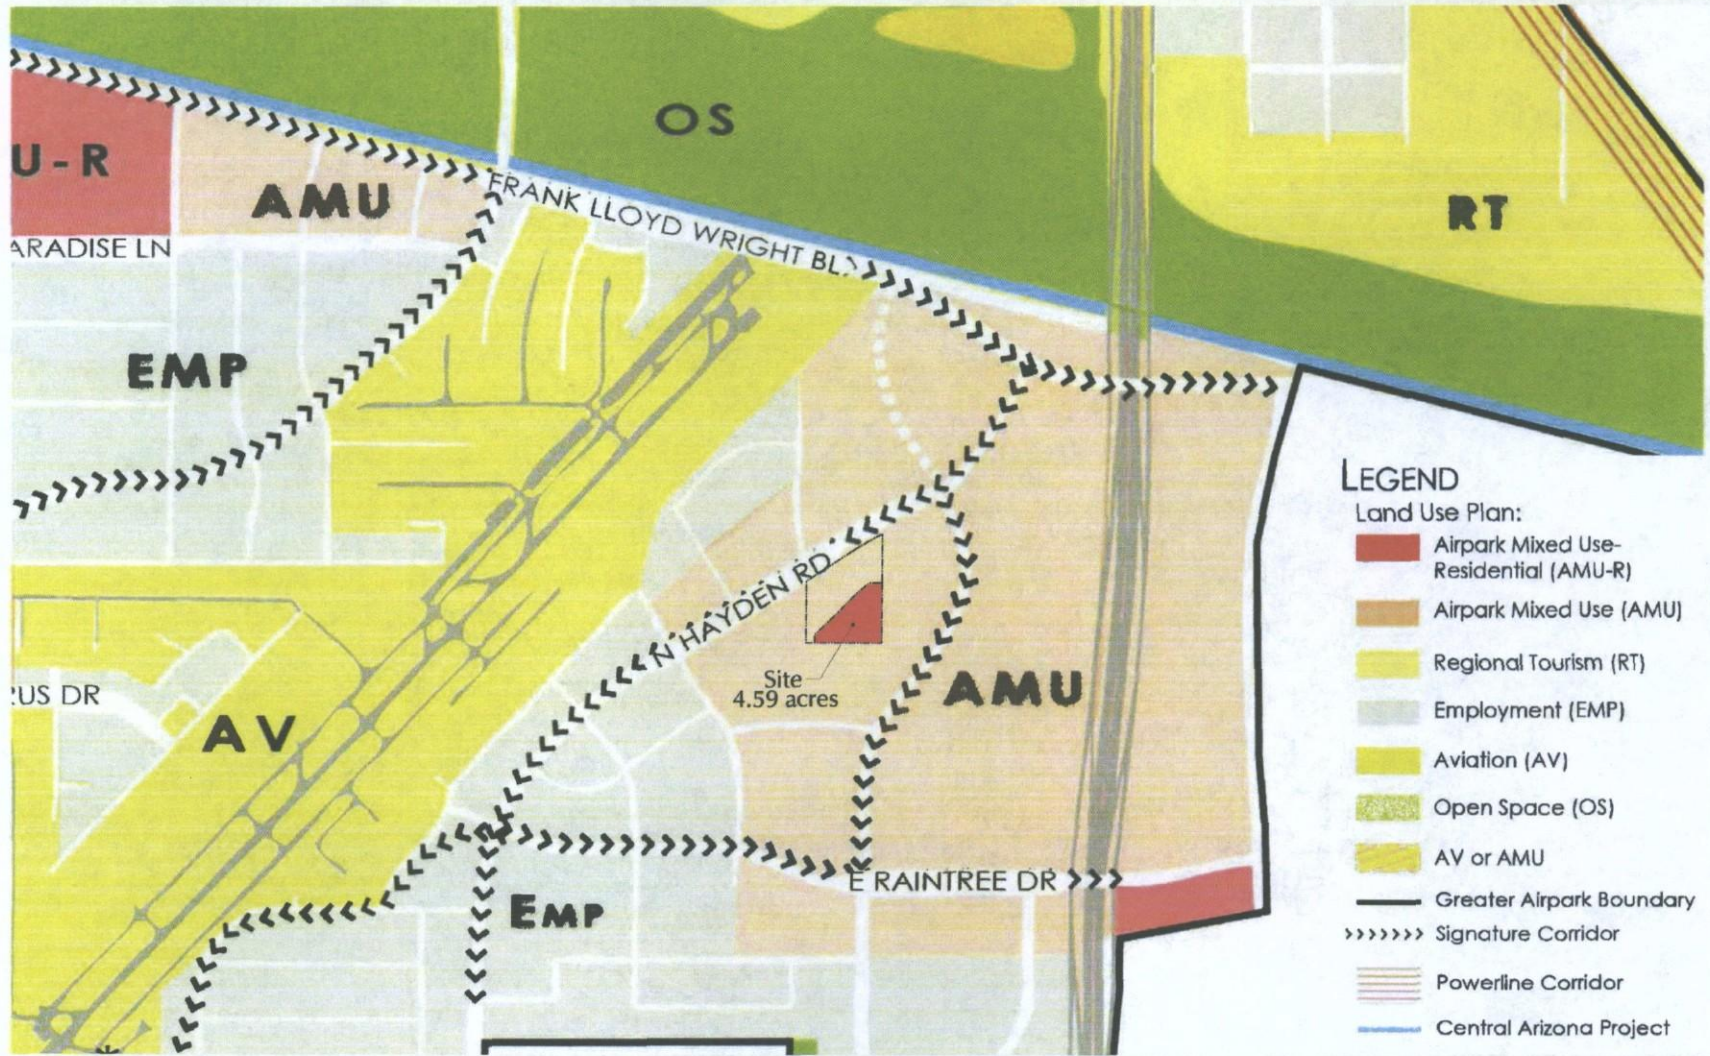 OS
U-R
AMU
RT
FRANK LLOYD WRIGHT BL
ARADISE LN
EMP
N HAYDEN RD
Site
4.59 acres
AMU
RUS DR
AV
E RAINTREE DR
EMP
LEGEND
Land Use Plan:
Airpark Mixed Use-
Residential (AMU-R)
Airpark Mixed Use (AMU)
Regional Tourism (RT)
Employment (EMP)
Aviation (AV)
Open Space (OS)
AV or AMU
Greater Airpark Boundary
Signature Corridor
Powerline Corridor
Central Arizona Project